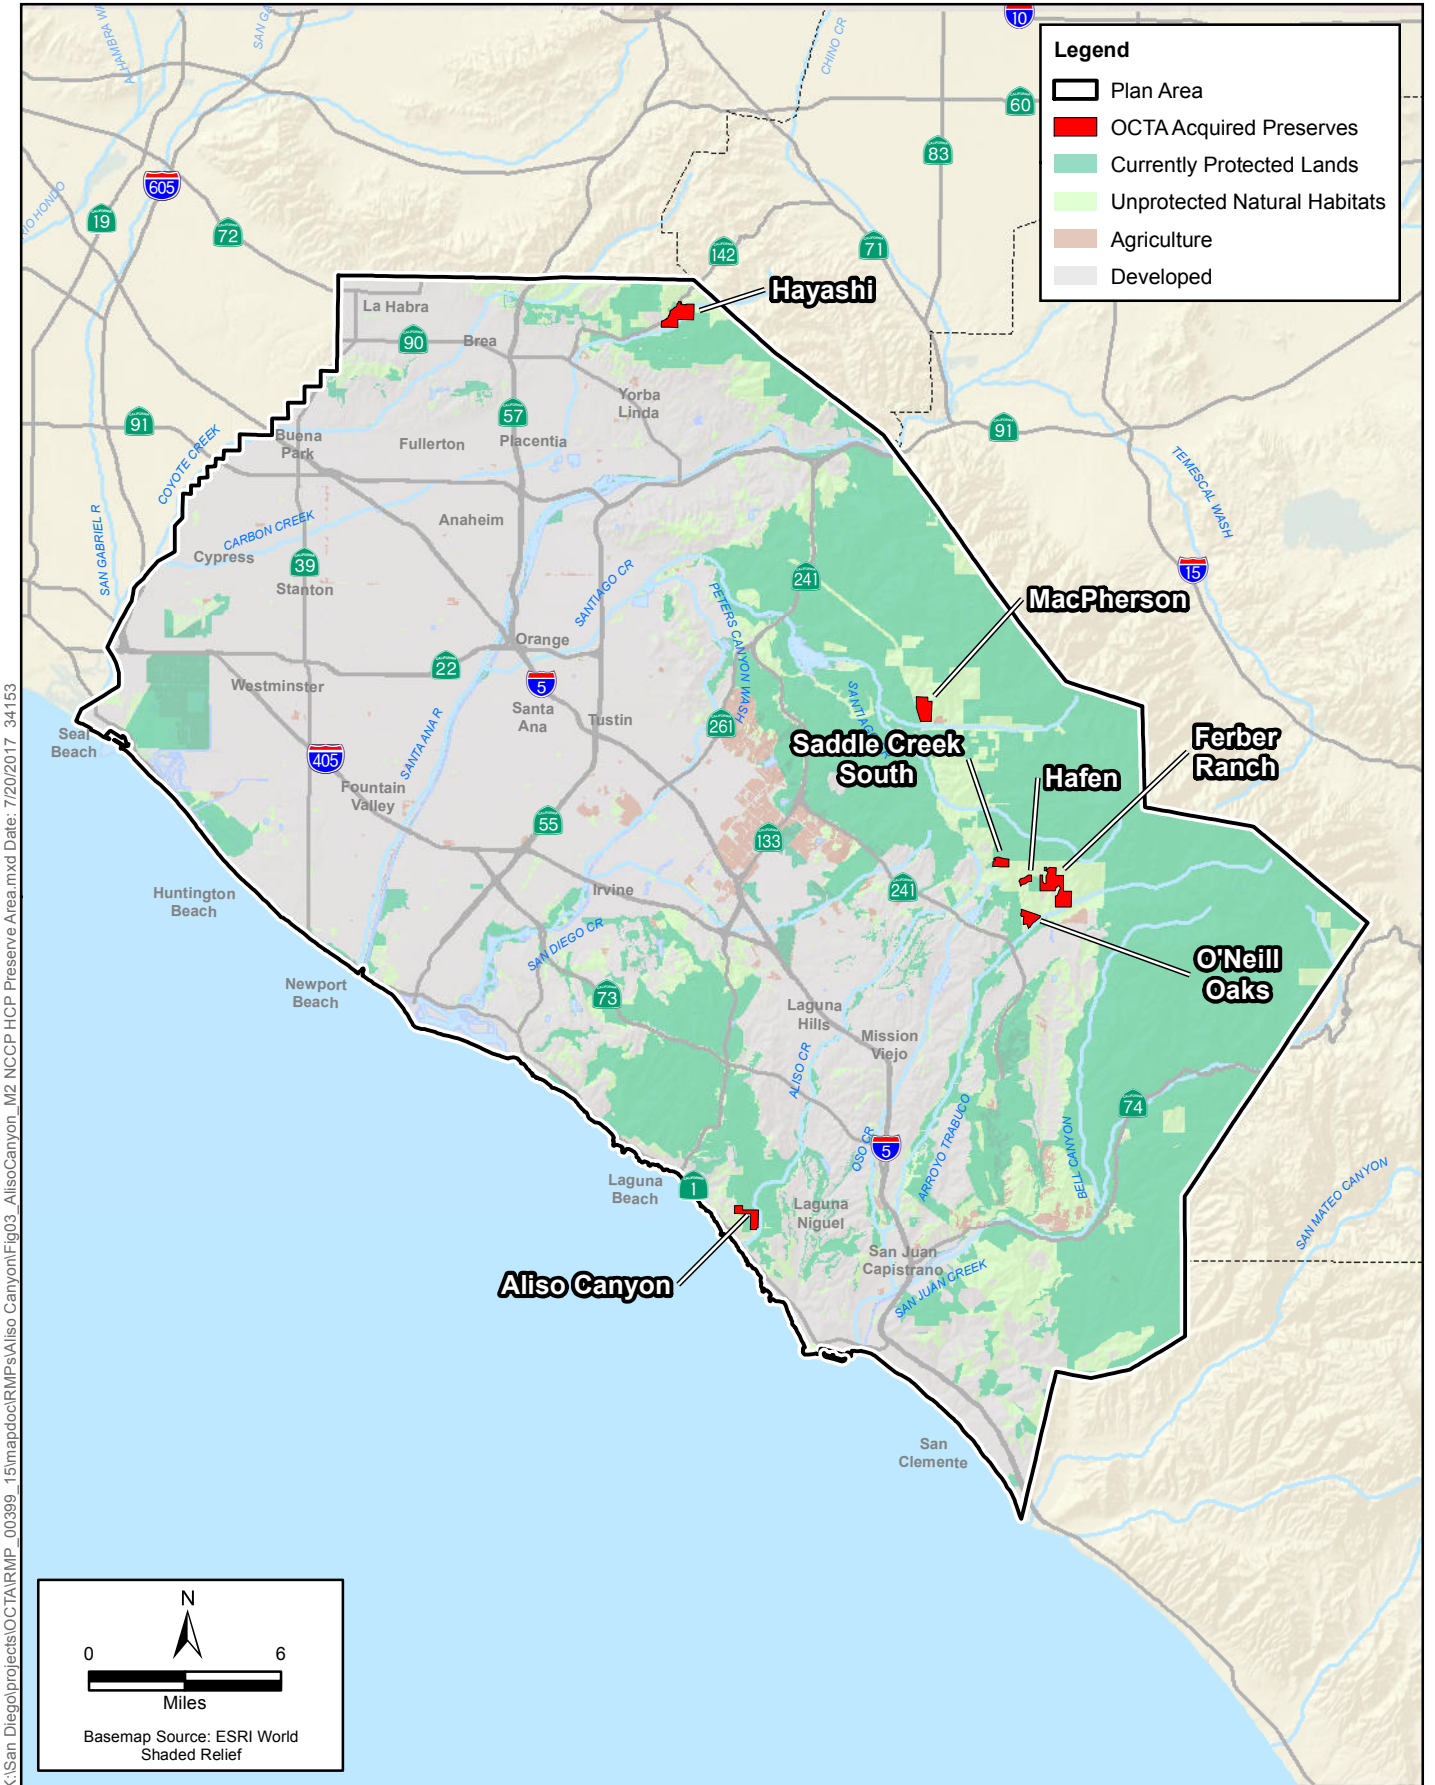 Legend
Plan Area
OCTA Acquired Preserves
Currently Protected Lands
Unprotected Natural Habitats
Agriculture
Developed
ALHAMBRA
SAN GA
CHINO CR
10
60
83
605
19
72
142
71
RIO HONDO
Hayashi
La Habra
90
Brea
Yorba
Linda
57
91
Buena
Park
Fullerton
Placentia
91
COYOTE CREEK
TEMESCAL WASH
SAN GABRIEL R
CARBON CREEK
Anaheim
Cypress
39
Stanton
SANTIAGO CR
241
15
PETERS CANYON WASH
MacPherson
Orange
22
5
Westminster
Santa
Ana
Tustin
261
Seal
Beach
405
SANTA ANA R
Saddle Creek
South
Hafen
Ferber
Ranch
Fountain
Valley
55
133
241
Huntington
Beach
Irvine
SAN DIEGO CR
O'Neill
Oaks
Newport
Beach
73
Laguna
Hills
Mission
Viejo
ALISO CR
74
OSO CR
5
ARROYO TRABUCO
BELL CANYON
SAN MATEO CANYON
Laguna
Beach
1
Laguna
Niguel
San Juan
Capistrano
SAN JUAN CREEK
Aliso Canyon
San
Clemente
N
0 6
Miles
Basemap Source: ESRI World
Shaded Relief
K:\San Diego\projects\OCTA\RMP_00399_15\mapdoc\RMPs\Aliso Canyon\Fig03_AlisoCanyon_M2 NCCP HCP Preserve Area.mxd Date: 7/20/2017 34153